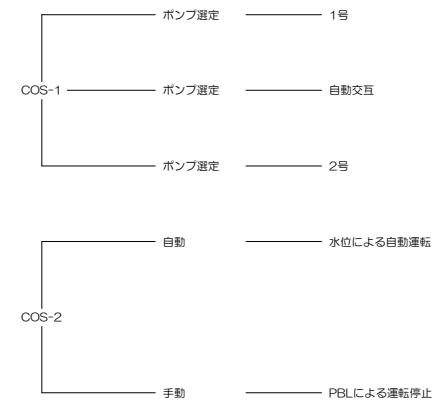 ポンプ選定 1号
COS-1 ポンプ選定 自動交互
ポンプ選定 2号
自動 水位による自動運転
COS-2
手動 PBLによる運転停止